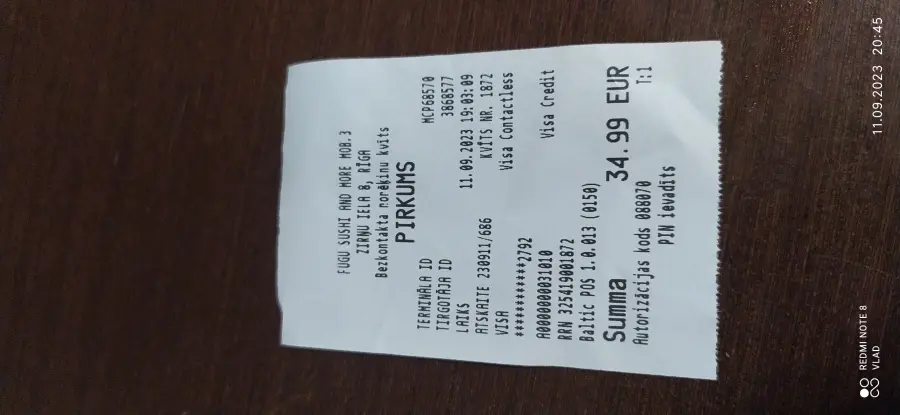 FUGU SUSHI AND MORE MOB.3
ZIRŅU IELA 8, RĪGA
Bezkontakta norēķinu kvīts
PIRKUMS
TERMINĀLA ID MCP68570
TIRGOTĀJA ID 3868577
LAIKS 11.09.2023 19:03:09
ATSKAITE 230911/686 KVĪTS NR. 1872
VISA Visa Contactless
************2792
A0000000031010 Visa Credit
RRN 325419001872
Baltic POS 1.0.013 (0150)
Summa 34.99 EUR
Autorizācijas kods 088070 T:1
PIN ievadīts
REDMI NOTE 8
VLAD
11.09.2023 20:45